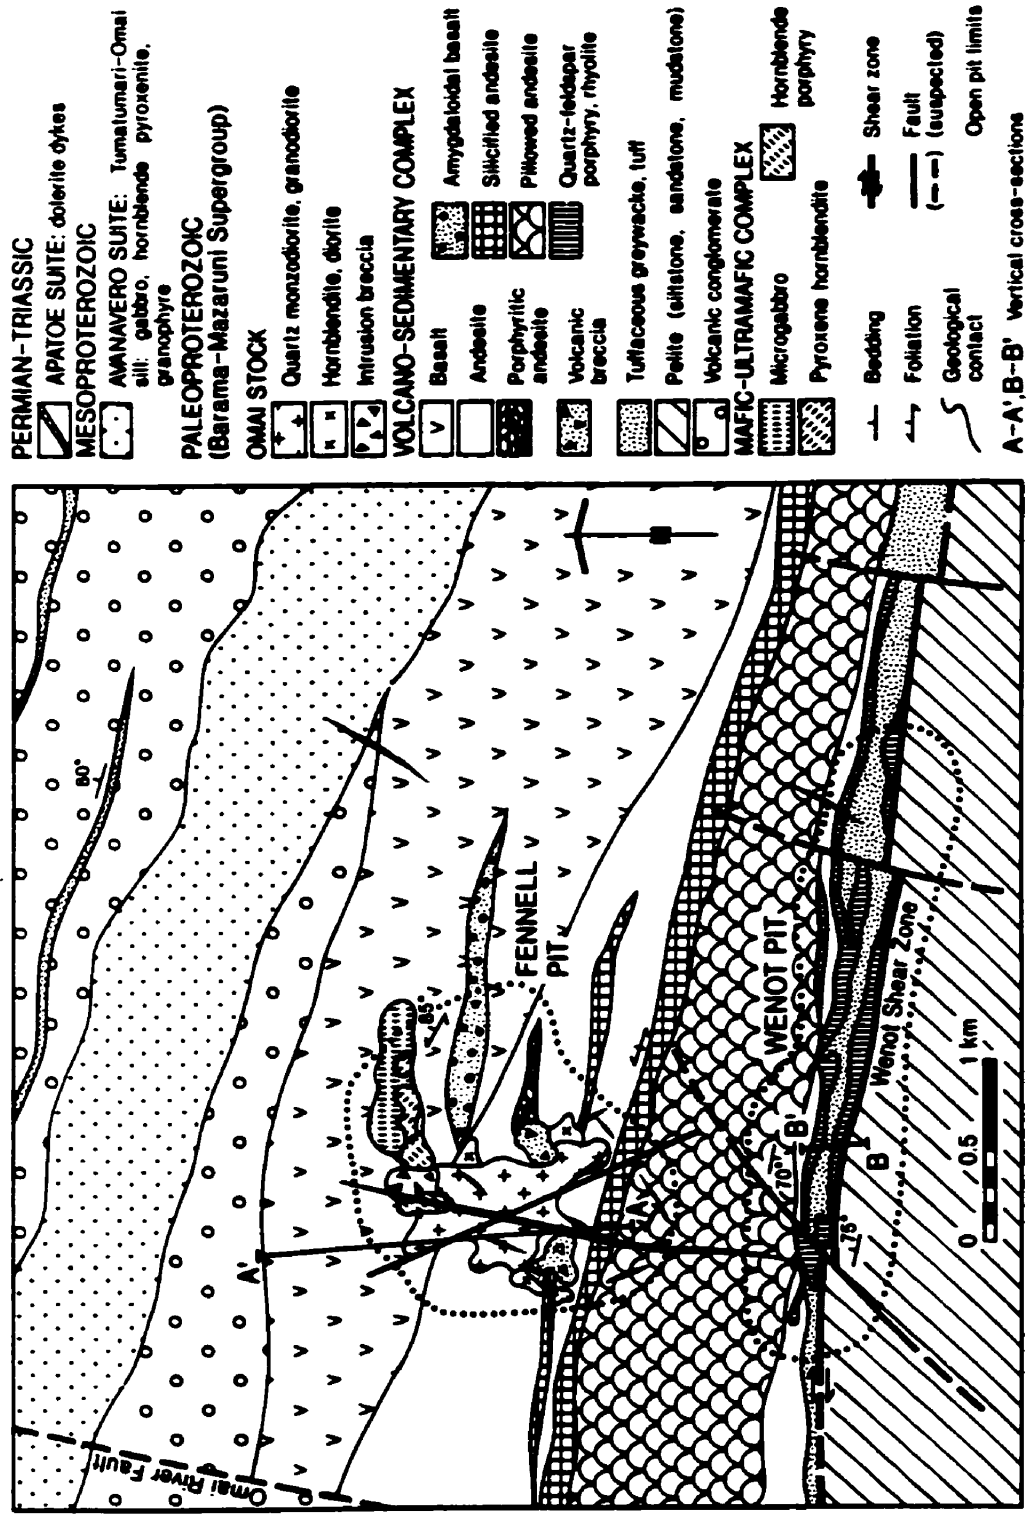 PERMIAN-TRIASSIC
APATOE SUITE: dolerite dykes
MESOPROTEROZOIC
AVANAVERO SUITE: Tumatumari-Omai
sill: gabbro, hornblende pyroxenite,
granophyre
PALEOPROTEROZOIC
(Barama-Mazaruni Supergroup)
OMAI STOCK
Quartz monzodiorite, granodiorite
Hornblendite, diorite
Intrusion breccia
VOLCANO-SEDIMENTARY COMPLEX
Basalt
Andesite
Porphyritic
andesite
Volcanic
breccia
Amygdaloidal basalt
Silicified andesite
Pillowed andesite
Quartz-feldspar
porphyry, rhyolite
Tuffaceous greywacke, tuff
Pelite (siltstone, sandstone, mudstone)
Volcanic conglomerate
MAFIC-ULTRAMAFIC COMPLEX
Microgabbro
Hornblende
porphyry
Pyroxene hornblendite
Bedding
Foliation
Geological
contact
Shear zone
Fault
(suspected)
Open pit limits
A-A',B-B' Vertical cross-sections
Omai River Fault
80°
A'
85°
FENNELL
PIT
A
WENOT PIT
B'
70°
75°
B
Wenot Shear Zone
0 0.5 1 km